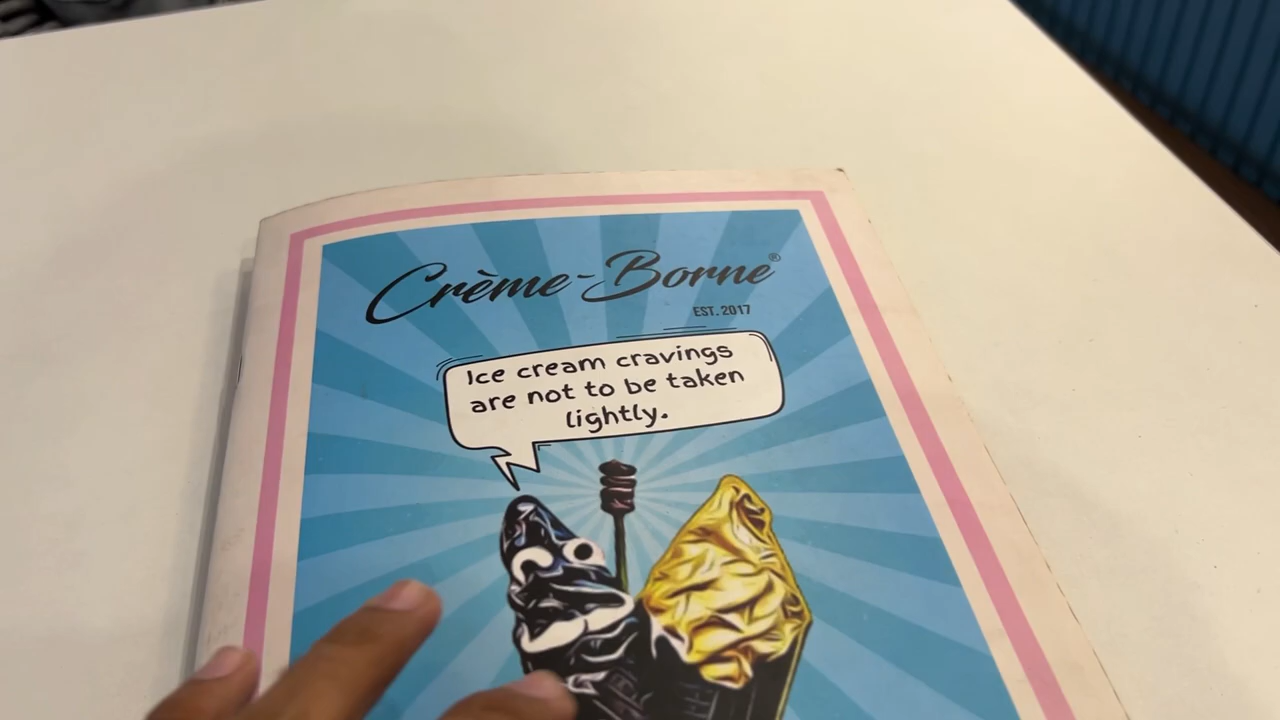 Crème-Borne®
EST. 2017
Ice cream cravings
are not to be taken
lightly.